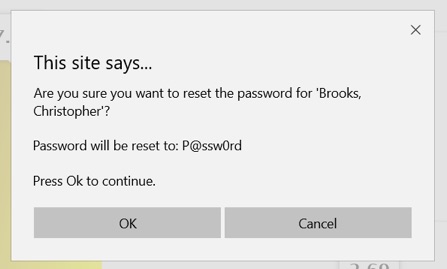 This site says...
Are you sure you want to reset the password for 'Brooks,
Christopher'?
Password will be reset to: P@ssw0rd
Press Ok to continue.
OK
Cancel